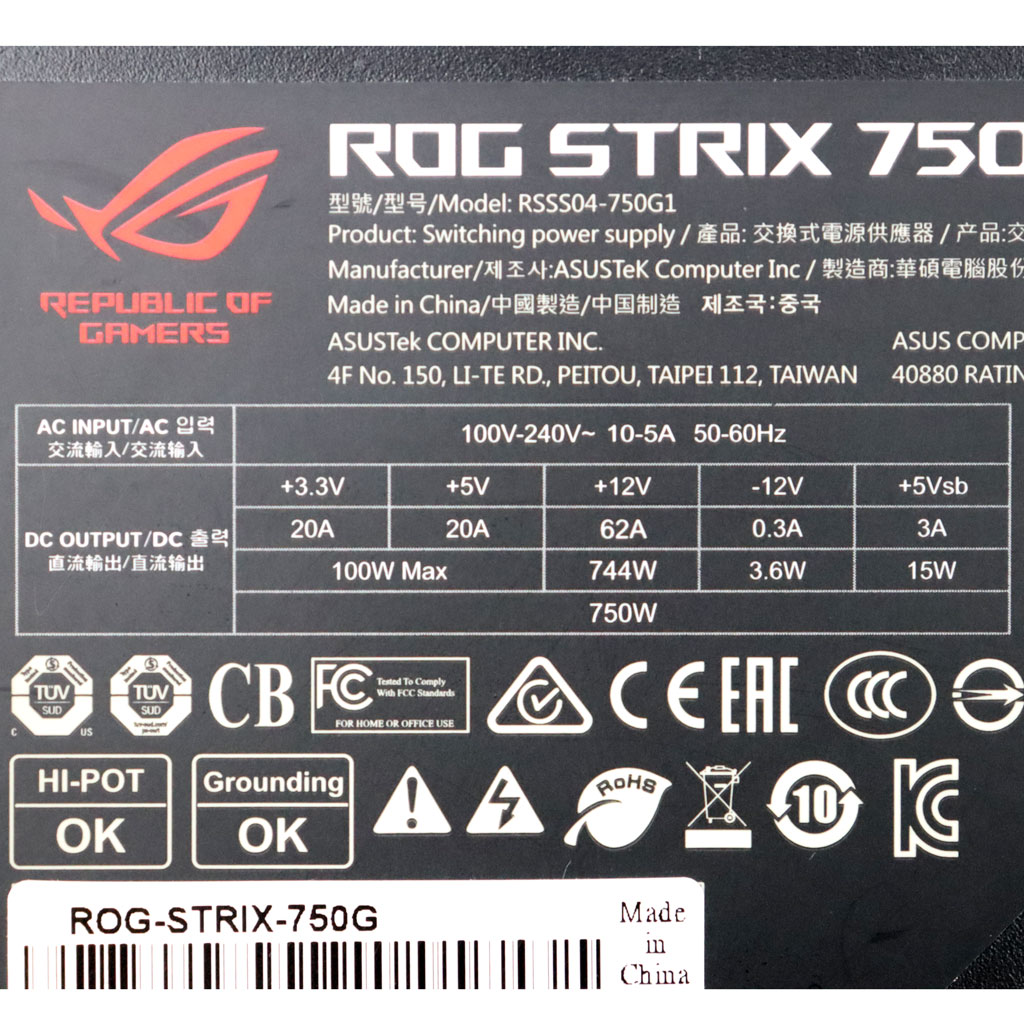 ROG STRIX 750
REPUBLIC OF
GAMERS
型號/型号/Model: RSSS04-750G1
Product: Switching power supply / 產品: 交換式電源供應器 / 产品:交
Manufacturer/제조사:ASUSTeK Computer Inc / 製造商:華碩電腦股份
Made in China/中國製造/中国制造 제조국:중국
ASUSTek COMPUTER INC. ASUS COMP
4F No. 150, LI-TE RD., PEITOU, TAIPEI 112, TAIWAN 40880 RATIN
AC INPUT/AC 입력
交流輸入/交流输入
100V-240V~ 10-5A 50-60Hz
DC OUTPUT/DC 출력
直流輸出/直流输出
+3.3V +5V +12V -12V +5Vsb
20A 20A 62A 0.3A 3A
100W Max 744W 3.6W 15W
750W
TÜV
SUD
C US
TÜV
SUD
CB
FC
Tested To Comply
With FCC Standards
FOR HOME OR OFFICE USE
CE
EAC
CCC
HI-POT
OK
Grounding
OK
RoHS
10
KC
ROG-STRIX-750G
Made
in
China